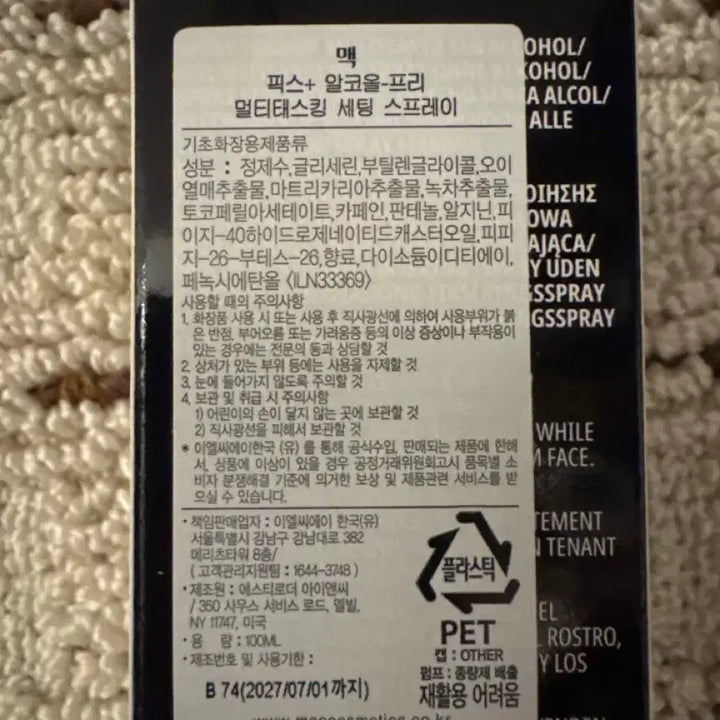 맥
픽스+ 알코올-프리
멀티태스킹 세팅 스프레이
기초화장용제품류
성분 : 정제수,글리세린,부틸렌글라이콜,오이
열매추출물,마트리카리아추출물,녹차추출물,
토코페릴아세테이트,카페인,판테놀,알지닌,피
이지-40하이드로제네이티드캐스터오일,피피
지-26-부테스-26,향료,다이소듐이디티에이,
페녹시에탄올 <ILN33369>
사용할 때의 주의사항
1. 화장품 사용 시 또는 사용 후 직사광선에 의하여 사용부위가 붉
은 반점, 부어오름 또는 가려움증 등의 이상 증상이나 부작용이
있는 경우에는 전문의 등과 상담할 것
2. 상처가 있는 부위 등에는 사용을 자제할 것
3. 눈에 들어가지 않도록 주의할 것
4. 보관 및 취급 시 주의사항
1) 어린이의 손이 닿지 않는 곳에 보관할 것
2) 직사광선을 피해서 보관할 것
* 이엘씨에이한국 (유) 를 통해 공식수입, 판매되는 제품에 한해
서, 상품에 이상이 있을 경우 공정거래위원회고시 품목별 소
비자 분쟁해결 기준에 의거한 보상 및 제품관련 서비스를 받
으실 수 있습니다.
• 책임판매업자 : 이엘씨에이 한국(유)
서울특별시 강남구 강남대로 382
메리츠타워 8층/
( 고객관리지원팀 : 1644-3748 )
• 제조원 : 에스티로더 아이앤씨
/ 350 사우스 서비스 로드, 멜빌,
NY 11747, 미국
• 용 량 : 100ML
• 제조번호 및 사용기한 :
B 74(2027/07/01까지)
플라스틱
PET
캡 : OTHER
펌프 : 종량제 배출
재활용 어려움
OHOL/
COHOL/
A ALCOL/
ALLE
ΟΙΗΣΗΣ
OWA
AJĄCA/
Y UDEN
GSSPRAY
GSSPRAY
WHILE
M FACE.
TEMENT
N TENANT
EL
L ROSTRO,
Y LOS